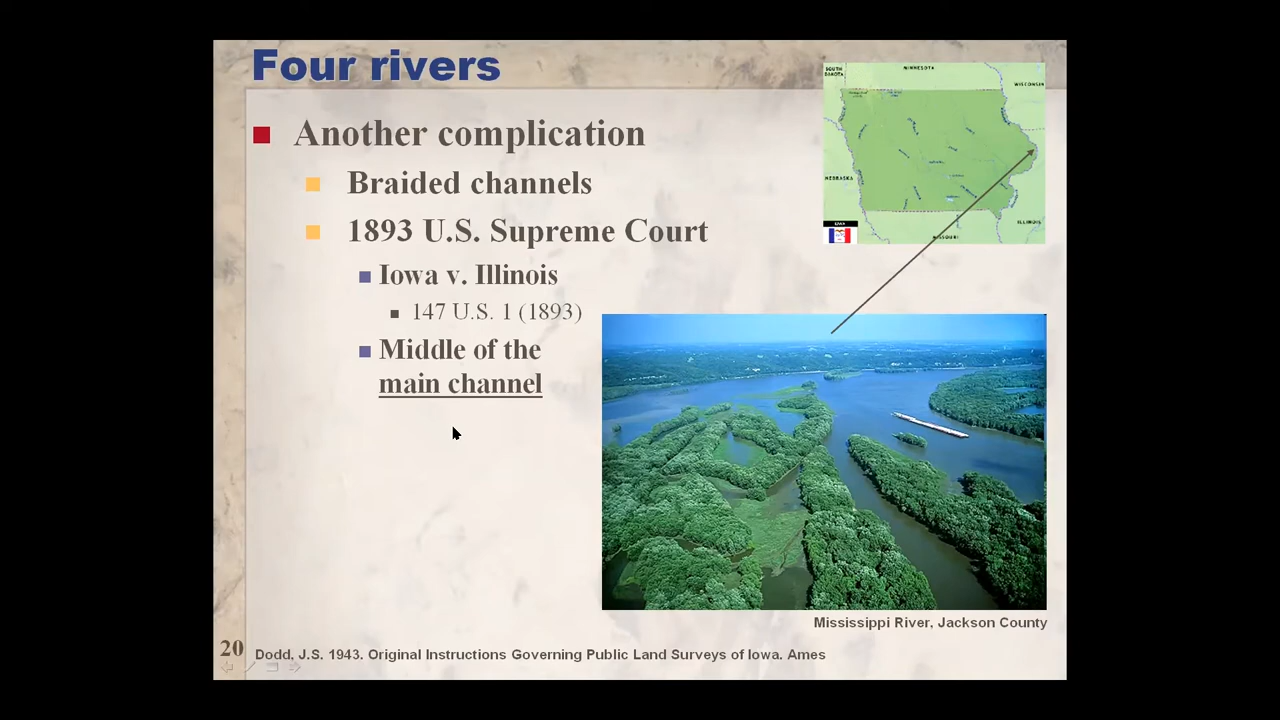 Four rivers
Another complication
Braided channels
1893 U.S. Supreme Court
Iowa v. Illinois
147 U.S. 1 (1893)
Middle of the
main channel
SOUTH
DAKOTA
MINNESOTA
WISCONSIN
NEBRASKA
ILLINOIS
MISSOURI
Mississippi River, Jackson County
20
Dodd, J.S. 1943. Original Instructions Governing Public Land Surveys of Iowa. Ames